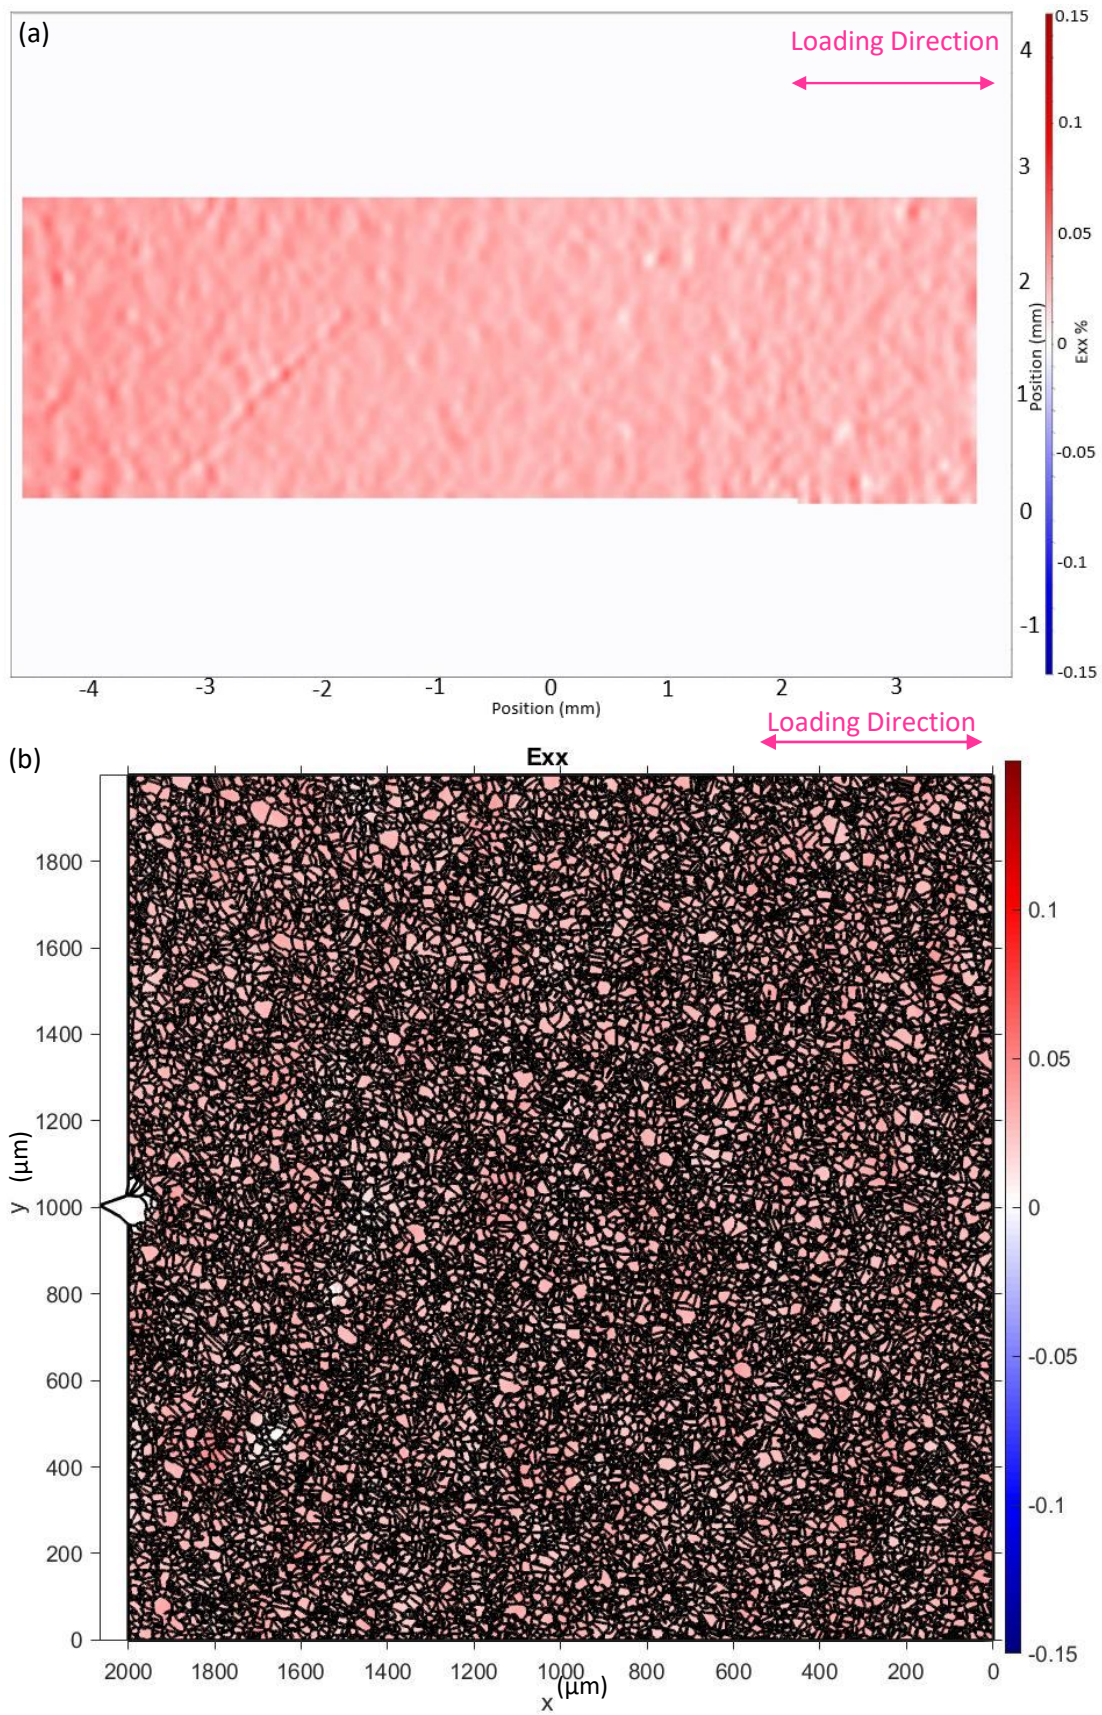 (a)
Loading Direction
4
3
2
1
0
-1
Position (mm)
0.15
0.1
0.05
0
-0.05
-0.1
-0.15
Exx %
-4 -3 -2 -1 0 1 2 3
Position (mm)
Loading Direction
(b)
Exx
1800
1600
1400
1200
1000
800
600
400
200
0
y (μm)
0.1
0.05
0
-0.05
-0.1
-0.15
2000 1800 1600 1400 1200 1000 800 600 400 200 0
x (μm)